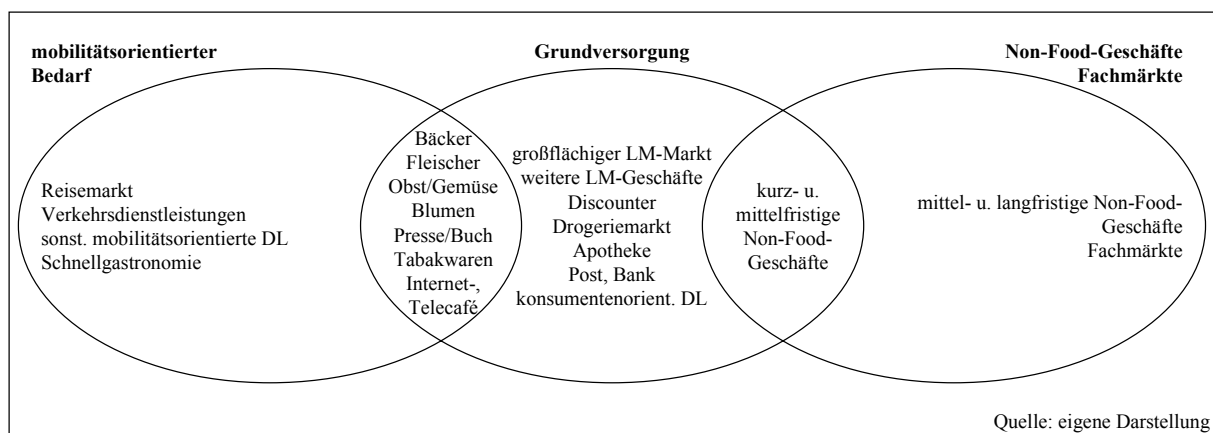 mobilitätsorientierter
Bedarf
Grundversorgung
Non-Food-Geschäfte
Fachmärkte
Reisemarkt
Verkehrsdienstleistungen
sonst. mobilitätsorientierte DL
Schnellgastronomie
Bäcker
Fleischer
Obst/Gemüse
Blumen
Presse/Buch
Tabakwaren
Internet-,
Telecafé
großflächiger LM-Markt
weitere LM-Geschäfte
Discounter
Drogeriemarkt
Apotheke
Post, Bank
konsumentenorient. DL
kurz- u.
mittelfristige
Non-Food-
Geschäfte
mittel- u. langfristige Non-Food-
Geschäfte
Fachmärkte
Quelle: eigene Darstellung